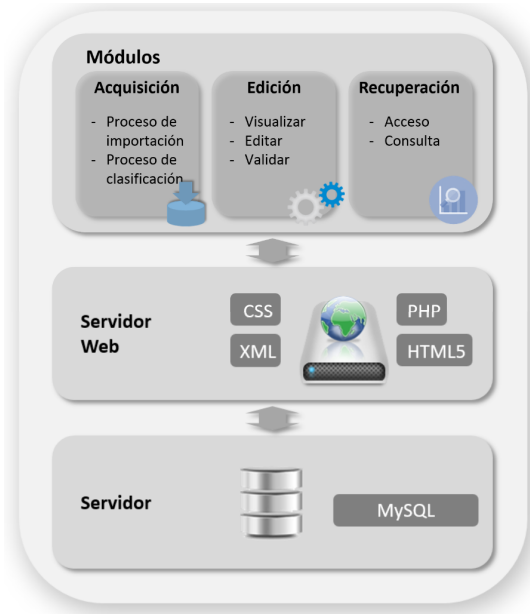 Módulos
Acquisición
- Proceso de
importación
- Proceso de
clasificación
Edición
- Visualizar
- Editar
- Validar
Recuperación
- Acceso
- Consulta
Servidor
Web
CSS
XML
PHP
HTML5
Servidor
MySQL